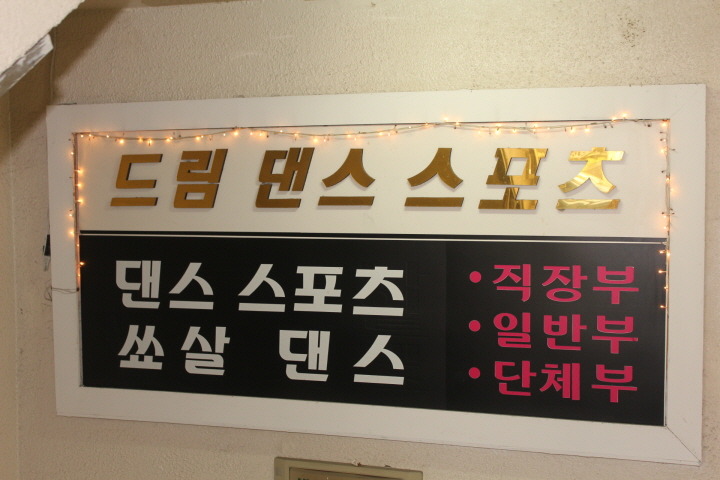 드림 댄스 스포츠
댄스 스포츠
쑈살 댄스
• 직장부
• 일반부
• 단체부